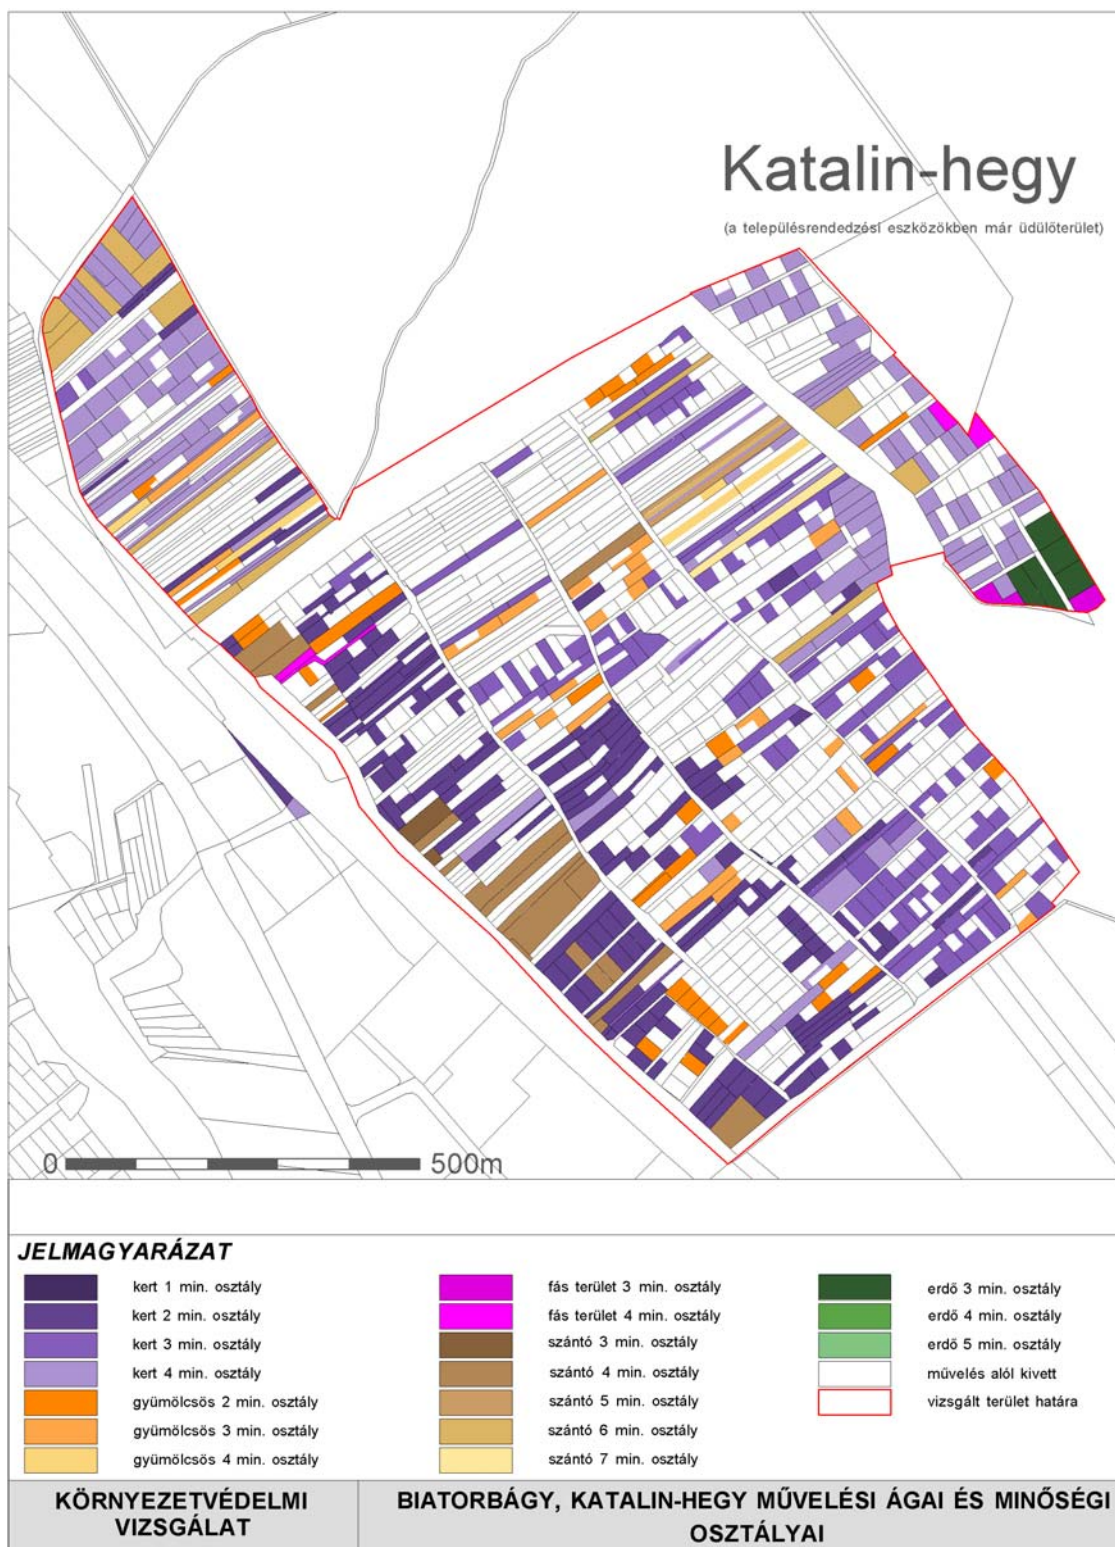 Katalin-hegy
(a településrendedzési eszközökben már üdülőterület)
0 500m
JELMAGYARÁZAT
kert 1 min. osztály
kert 2 min. osztály
kert 3 min. osztály
kert 4 min. osztály
gyümölcsös 2 min. osztály
gyümölcsös 3 min. osztály
gyümölcsös 4 min. osztály
fás terület 3 min. osztály
fás terület 4 min. osztály
szántó 3 min. osztály
szántó 4 min. osztály
szántó 5 min. osztály
szántó 6 min. osztály
szántó 7 min. osztály
erdő 3 min. osztály
erdő 4 min. osztály
erdő 5 min. osztály
művelés alól kivett
vizsgált terület határa
KÖRNYEZETVÉDELMI
VIZSGÁLAT
BIATORBÁGY, KATALIN-HEGY MŰVELÉSI ÁGAI ÉS MINŐSÉGI
OSZTÁLYAI